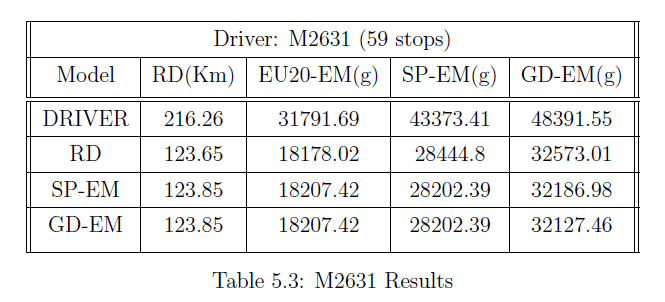 Driver: M2631 (59 stops)
Model RD(Km) EU20-EM(g) SP-EM(g) GD-EM(g)
DRIVER 216.26 31791.69 43373.41 48391.55
RD 123.65 18178.02 28444.8 32573.01
SP-EM 123.85 18207.42 28202.39 32186.98
GD-EM 123.85 18207.42 28202.39 32127.46
Table 5.3: M2631 Results